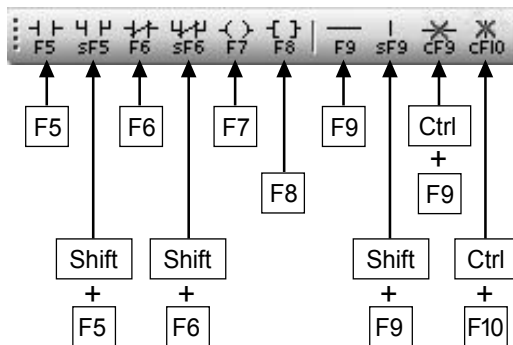 F5 sF5 F6 sF6 F7 F8 F9 sF9 cF9 cF10
F5 F6 F7 F9 Ctrl
+
F8 F9
Shift Shift Shift Ctrl
+ + + +
F5 F6 F9 F10